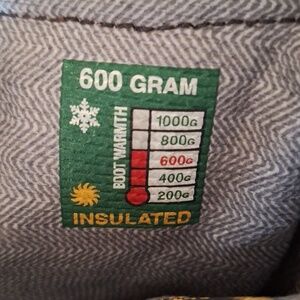 600 GRAM
BOOT WARMTH
1000G
800G
600G
400G
200G
INSULATED